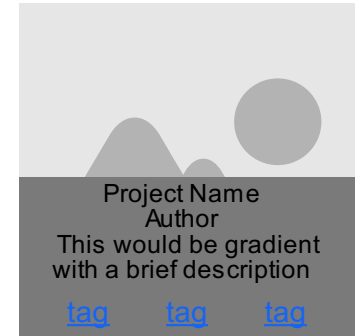 Project Name
Author
This would be gradient
with a brief description
tag tag tag